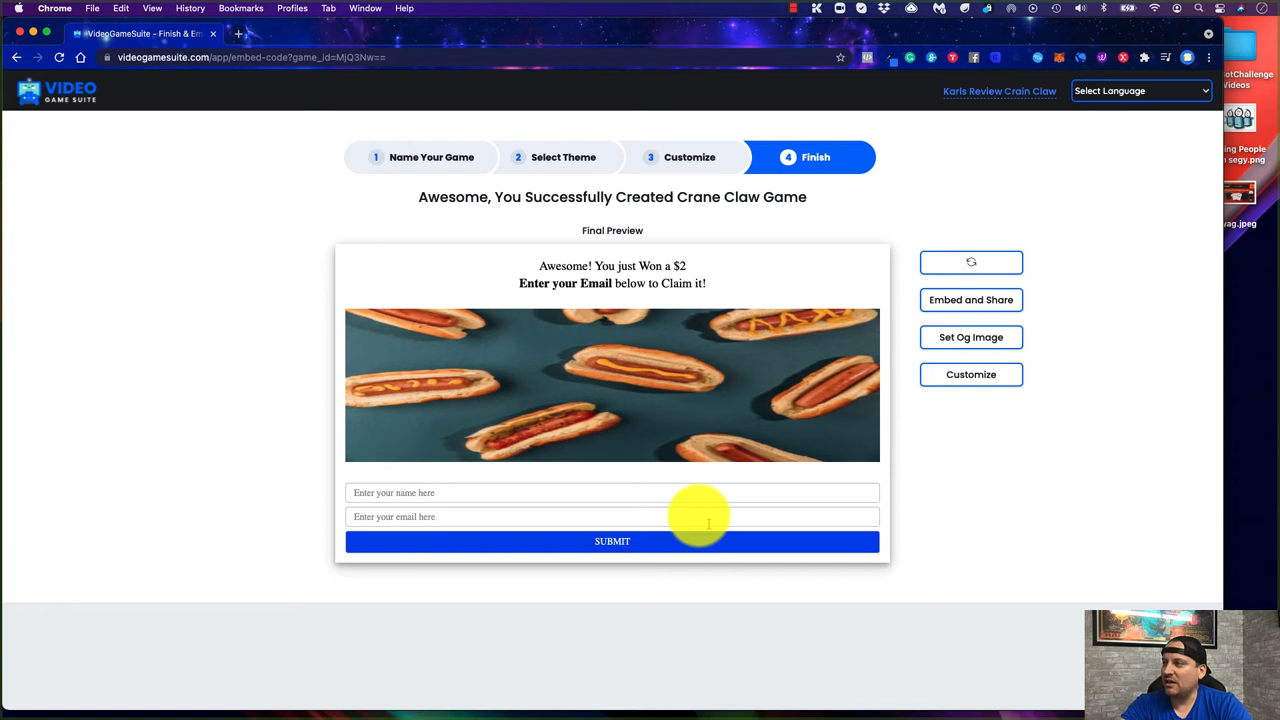 Chrome File Edit View History Bookmarks Profiles Tab Window Help
VideoGameSuite - Finish & Em
videogamesuite.com/app/embed-code?game_id=MjQ3Nw==
VIDEO
GAME SUITE
Karls Review Crain Claw
Select Language
1 Name Your Game
2 Select Theme
3 Customize
4 Finish
Awesome, You Successfully Created Crane Claw Game
Final Preview
Awesome! You just Won a $2
Enter your Email below to Claim it!
Enter your name here
Enter your email here
SUBMIT
Embed and Share
Set Og Image
Customize
Videos
segy.png